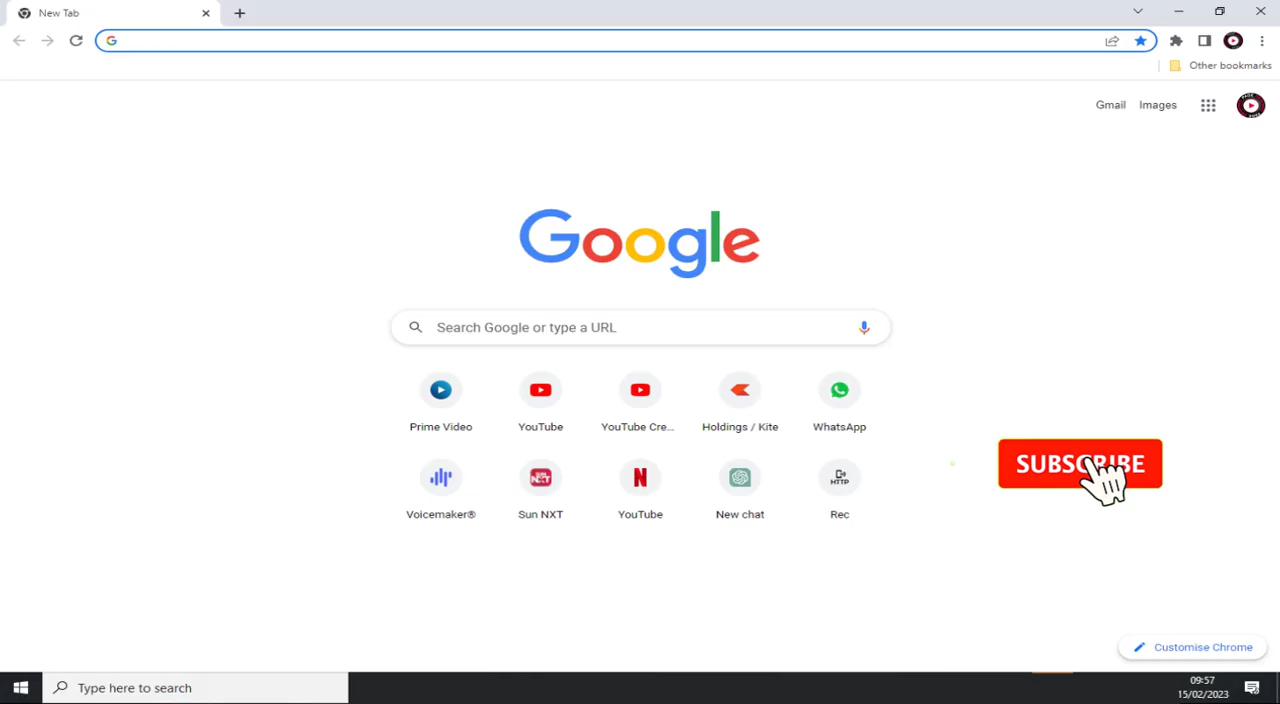 New Tab
Other bookmarks
Gmail Images
Google
Search Google or type a URL
Prime Video YouTube YouTube Cre... Holdings / Kite WhatsApp
SUBSCRIBE
HTTP
Voicemaker® Sun NXT YouTube New chat Rec
Customise Chrome
Type here to search
09:57
15/02/2023